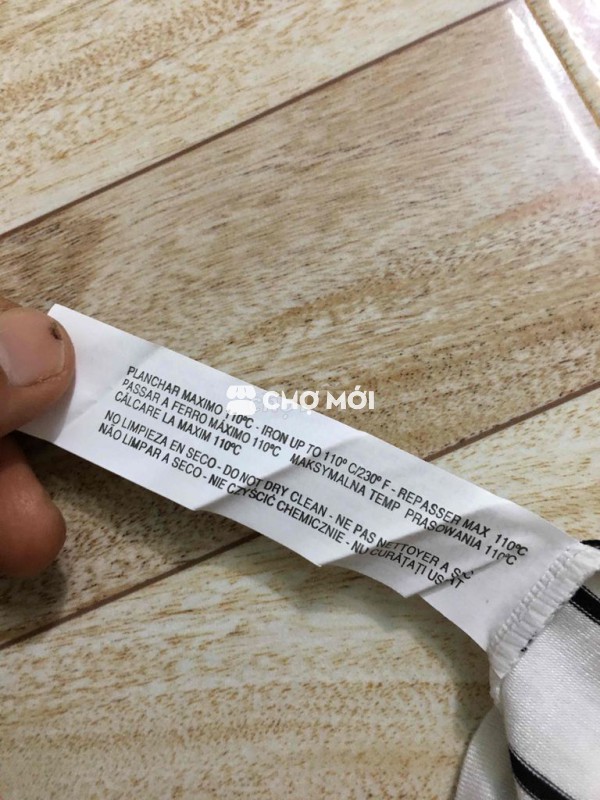 PLANCHAR MAXIMO 110ºC - IRON UP TO 110º C/230º F - REPASSER MAX 110ºC
PASSAR A FERRO MÁXIMO 110ºC MAKSYMALNA TEMP PRASOWANIA 110ºC
CĂLCARE LA MAXIM 110ºC
NO LIMPIEZA EN SECO - DO NOT DRY CLEAN - NE PAS NETTOYER A
NÃO LIMPAR A SECO - NIE CZYŚCIĆ CHEMICZNIE - NU CURĂȚAȚI
CHỢ MỚI